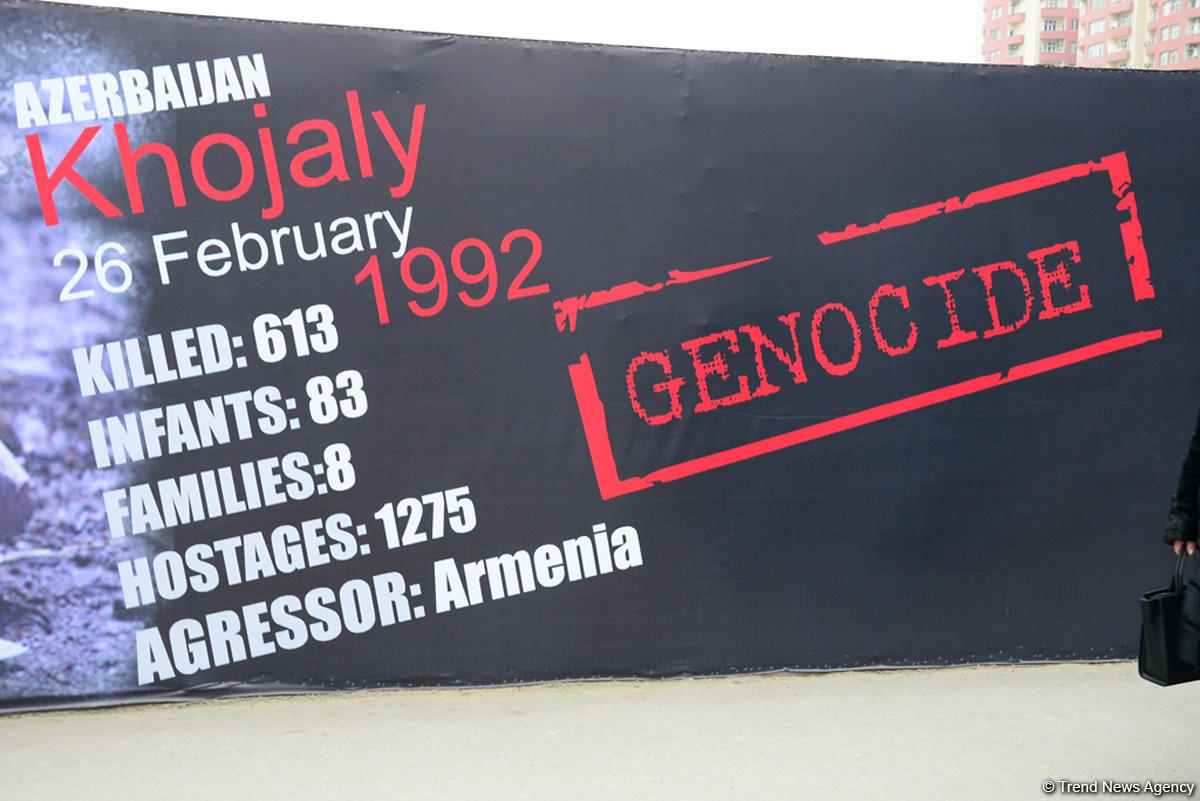 AZERBAIJAN
Khojaly
26 February
1992
KILLED: 613
INFANTS: 83
FAMILIES:8
HOSTAGES: 1275
AGRESSOR: Armenia
GENOCIDE
© Trend News Agency